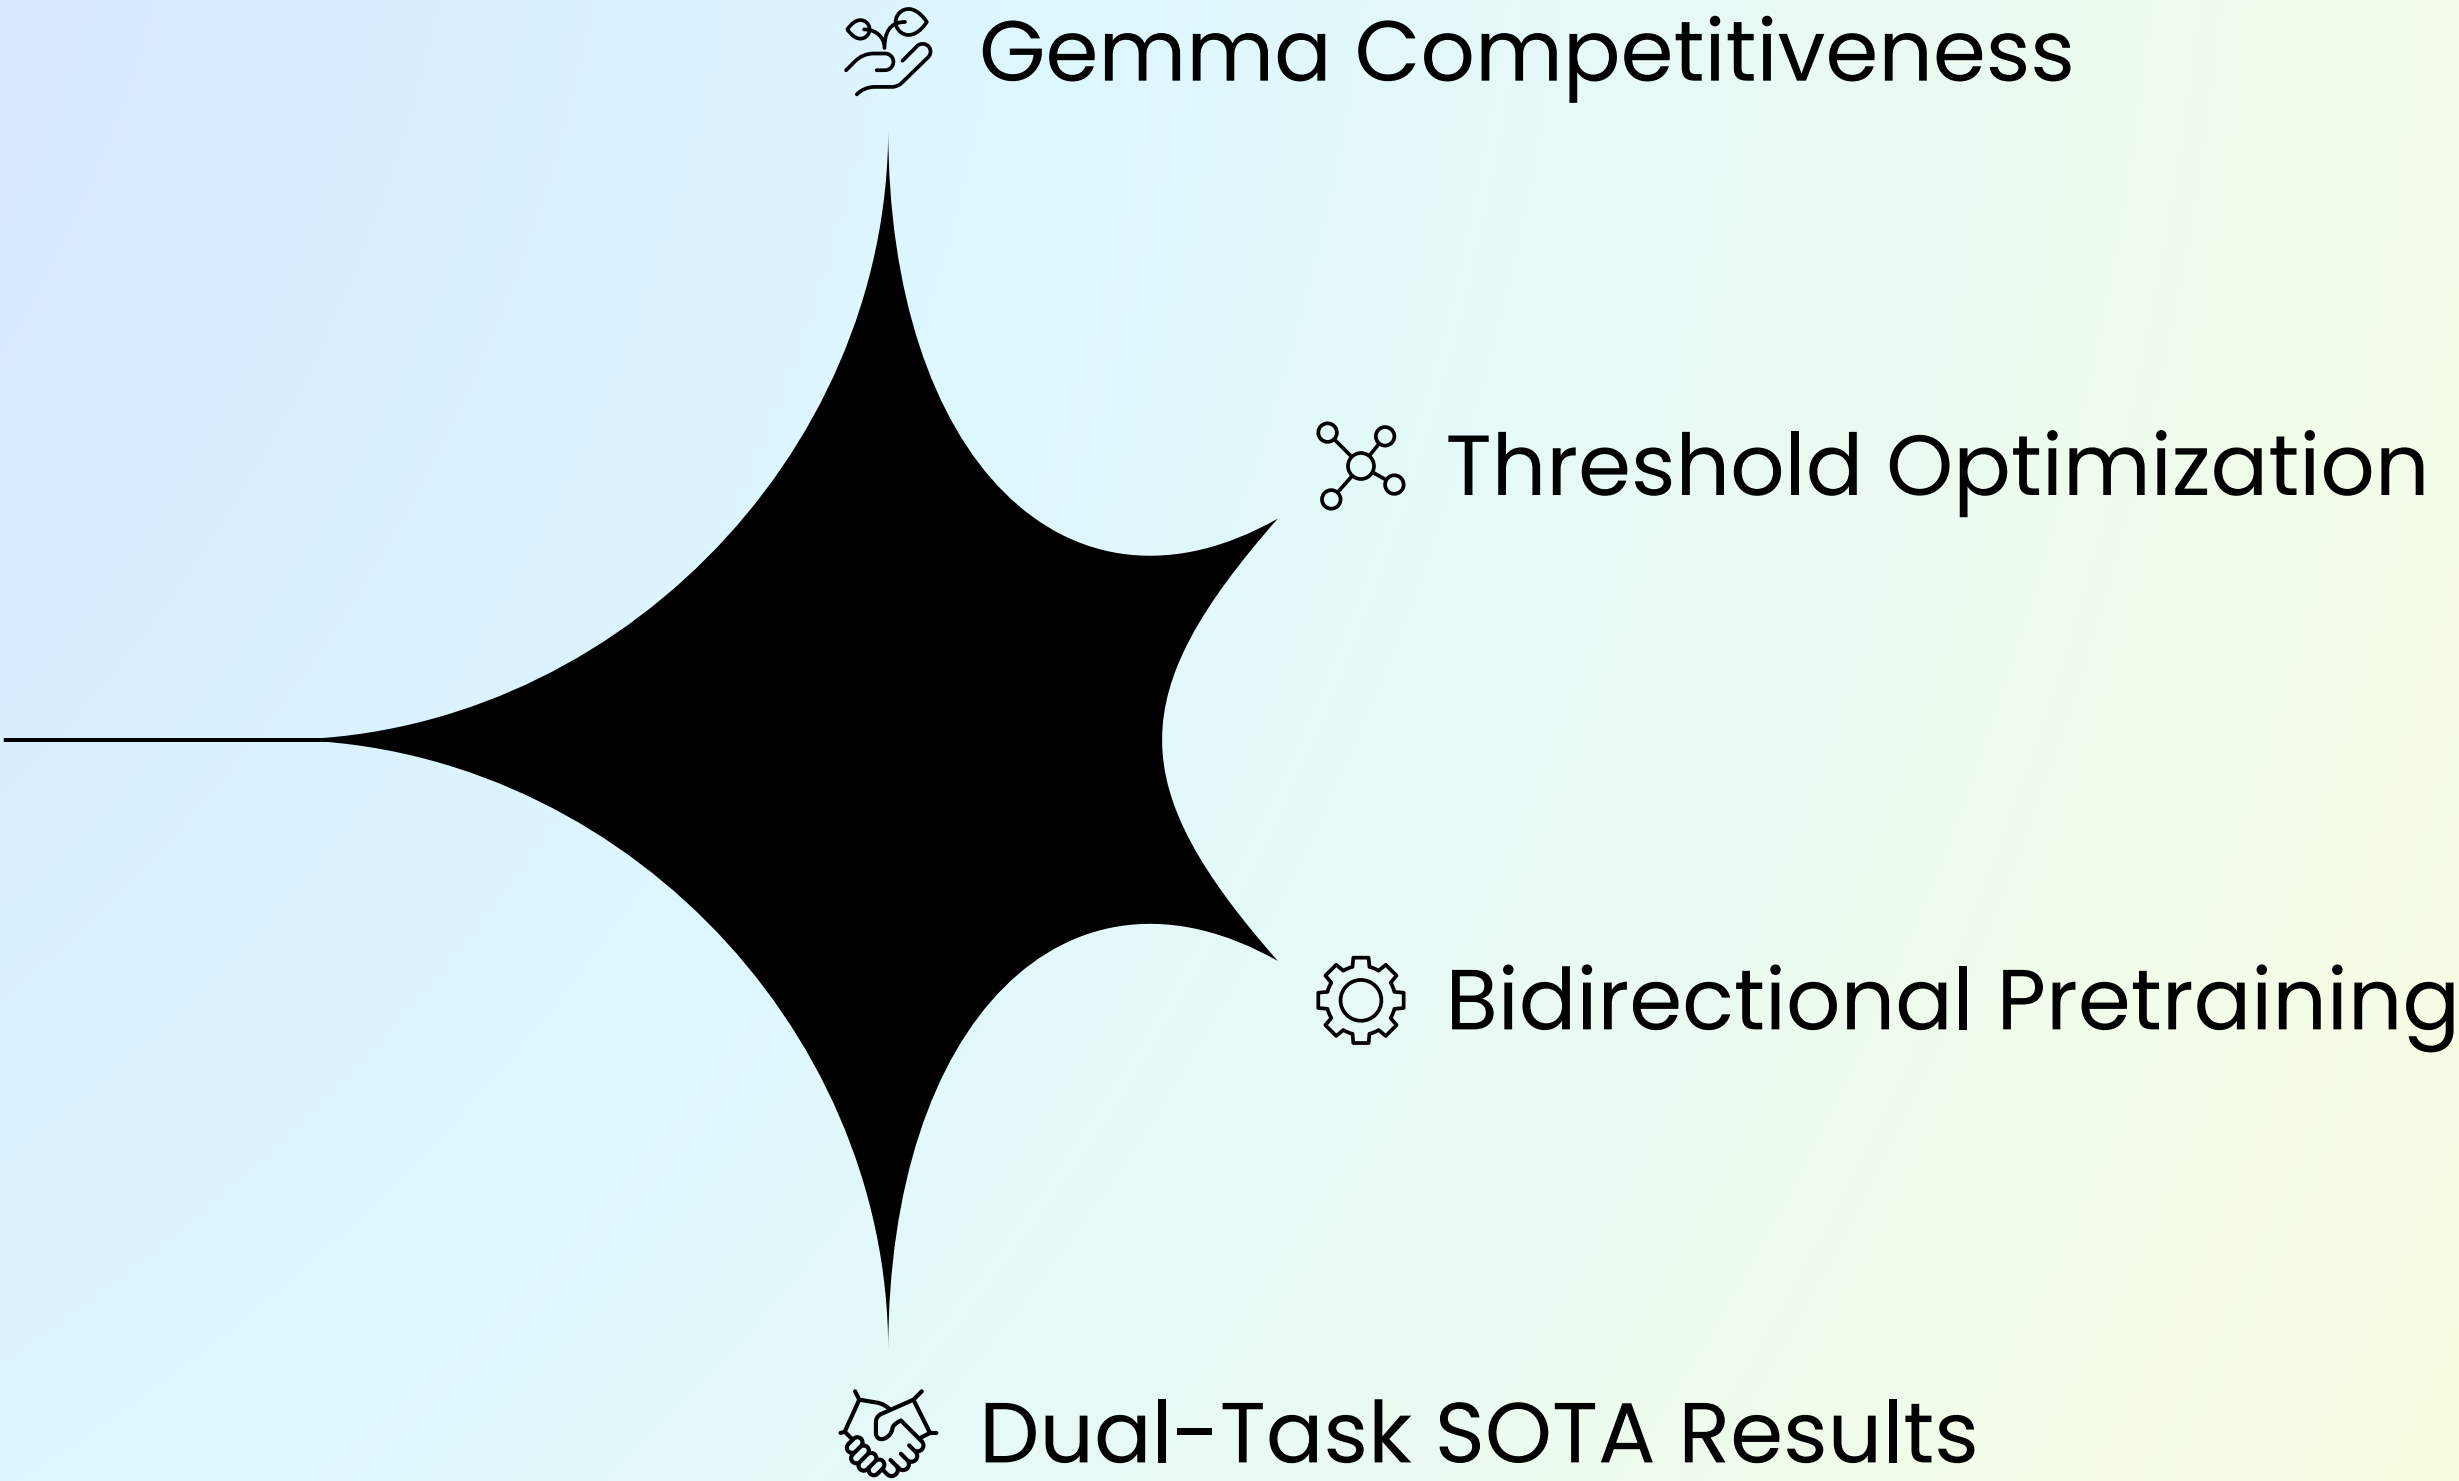 Gemma Competitiveness
Threshold Optimization
Bidirectional Pretraining
Dual-Task SOTA Results